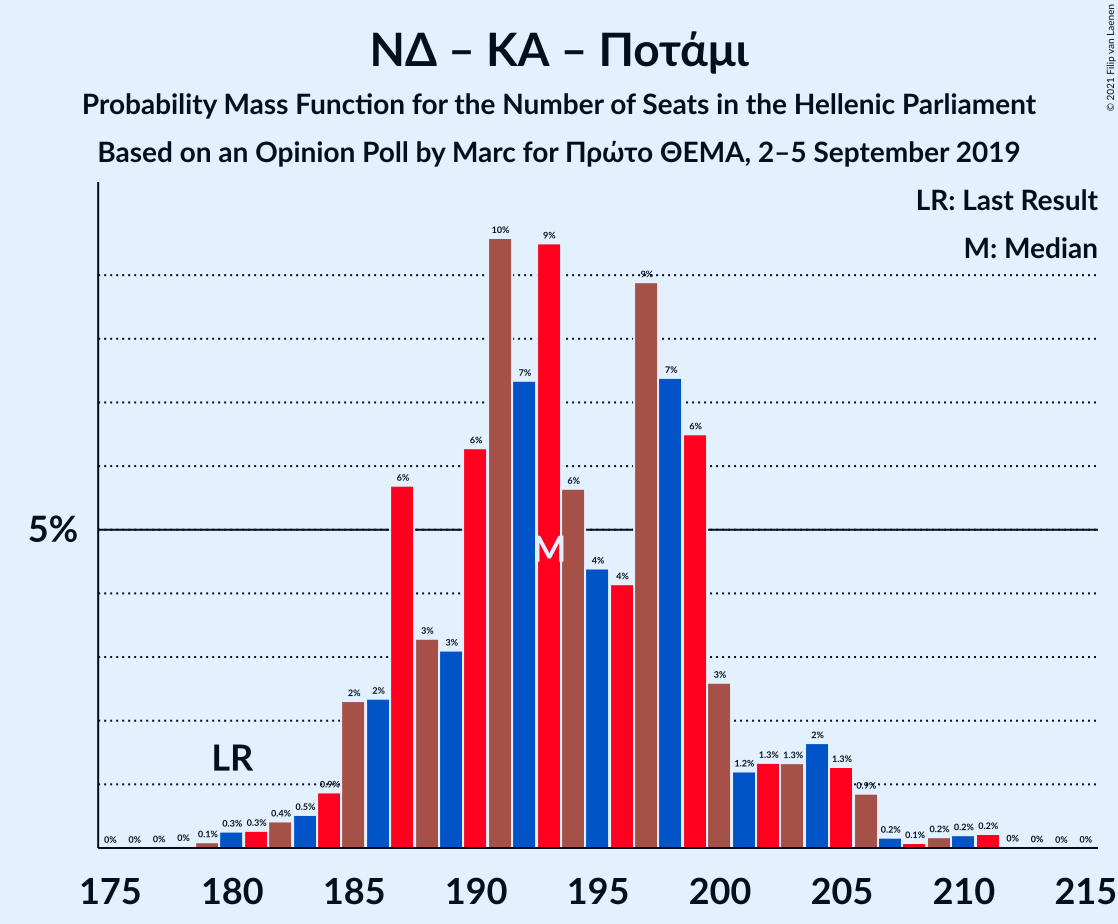 ΝΔ – ΚΑ – Ποτάμι
Probability Mass Function for the Number of Seats in the Hellenic Parliament
Based on an Opinion Poll by Marc for Πρώτο ΘΕΜΑ, 2–5 September 2019
© 2021 Filip van Laenen
LR: Last Result
M: Median
5%
LR
M
0% 0% 0% 0% 0.1% 0.3% 0.3% 0.4% 0.5% 0.9% 2% 2% 6% 3% 3% 6% 10% 7% 9% 6% 4% 4% 9% 7% 6% 3% 1.2% 1.3% 1.3% 2% 1.3% 0.9% 0.2% 0.1% 0.2% 0.2% 0.2% 0% 0% 0% 0%
175 180 185 190 195 200 205 210 215